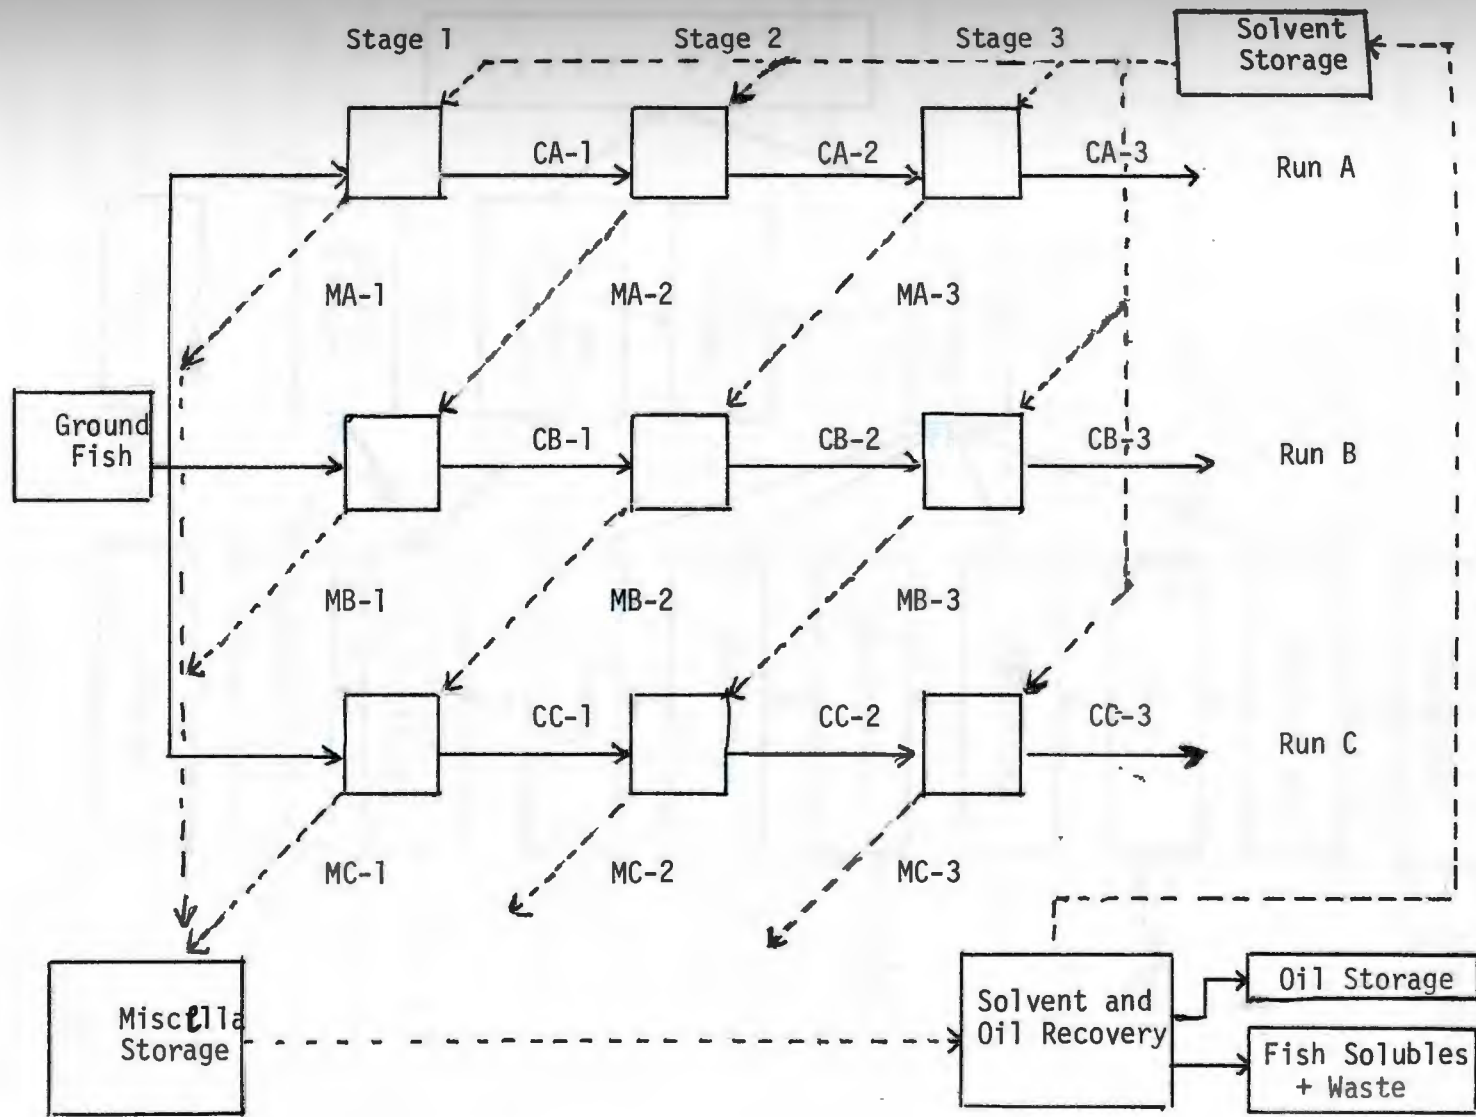 Stage 1
Stage 2
Stage 3
Solvent
Storage
CA-1
CA-2
CA-3
Run A
MA-1
MA-2
MA-3
Ground
Fish
CB-1
CB-2
CB-3
Run B
MB-1
MB-2
MB-3
CC-1
CC-2
CC-3
Run C
MC-1
MC-2
MC-3
Miscella
Storage
Solvent and
Oil Recovery
Oil Storage
Fish Solubles
+ Waste